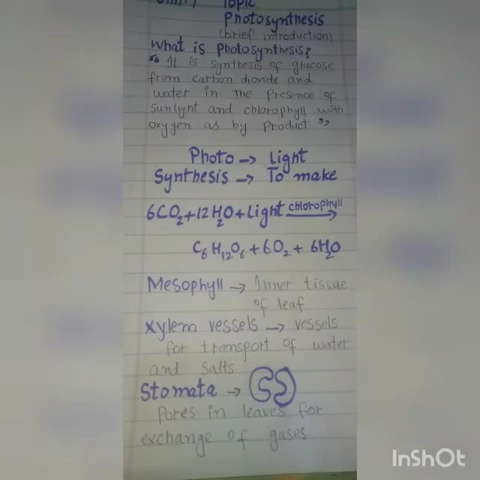 Topic
Photosynthesis
(brief introduction)
What is Photosynthesis?
"It is synthesis of glucose
from carbon dioxide and
water in the presence of
sunlight and chlorophyll with
oxygen as by product"
Photo → Light
Synthesis → To make
6CO₂+12H₂O+Light chlorophyll→
C₆H₁₂O₆+6O₂+6H₂O
Mesophyll → Inner tissue
of leaf
Xylem vessels → vessels
for transport of water
and salts
Stomata →
Pores in leaves for
exchange of gases
InShOt